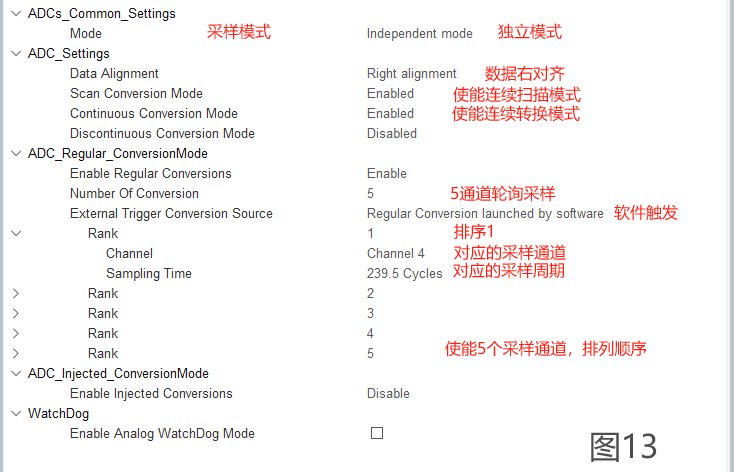 ADCs_Common_Settings
Mode 采样模式 Independent mode 独立模式
ADC_Settings
Data Alignment Right alignment 数据右对齐
Scan Conversion Mode Enabled 使能连续扫描模式
Continuous Conversion Mode Enabled 使能连续转换模式
Discontinuous Conversion Mode Disabled
ADC_Regular_ConversionMode
Enable Regular Conversions Enable
Number Of Conversion 5 5通道轮询采样
External Trigger Conversion Source Regular Conversion launched by software 软件触发
Rank 1 排序1
Channel Channel 4 对应的采样通道
Sampling Time 239.5 Cycles 对应的采样周期
Rank 2
Rank 3
Rank 4
Rank 5 使能5个采样通道，排列顺序
ADC_Injected_ConversionMode
Enable Injected Conversions Disable
WatchDog
Enable Analog WatchDog Mode
图13